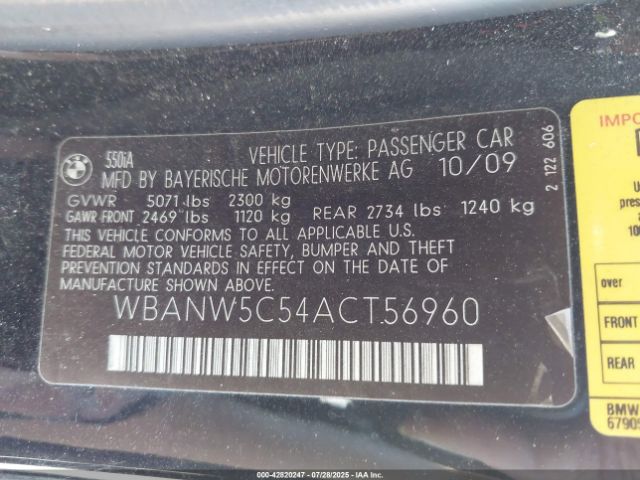 BMW
550iA
VEHICLE TYPE: PASSENGER CAR
MFD BY BAYERISCHE MOTORENWERKE AG 10/09
GVWR 5071 lbs 2300 kg
GAWR FRONT 2469 lbs 1120 kg REAR 2734 lbs 1240 kg
THIS VEHICLE CONFORMS TO ALL APPLICABLE U.S.
FEDERAL MOTOR VEHICLE SAFETY, BUMPER AND THEFT
PREVENTION STANDARDS IN EFFECT ON THE DATE OF
MANUFACTURE SHOWN ABOVE.
WBANW5C54ACT56960
2 122 606
IMPO
over
FRONT
REAR
BMW
6790
000-42820247 - 07/28/2025 - IAAI.COM